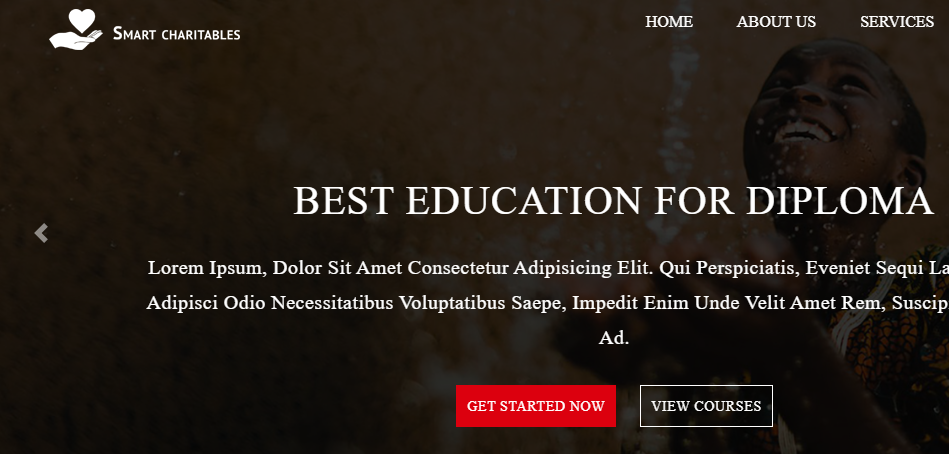 SMART CHARITABLES
HOME ABOUT US SERVICES
BEST EDUCATION FOR DIPLOMA
Lorem Ipsum, Dolor Sit Amet Consectetur Adipisicing Elit. Qui Perspiciatis, Eveniet Sequi La
Adipisci Odio Necessitatibus Voluptatibus Saepe, Impedit Enim Unde Velit Amet Rem, Suscip
Ad.
GET STARTED NOW VIEW COURSES